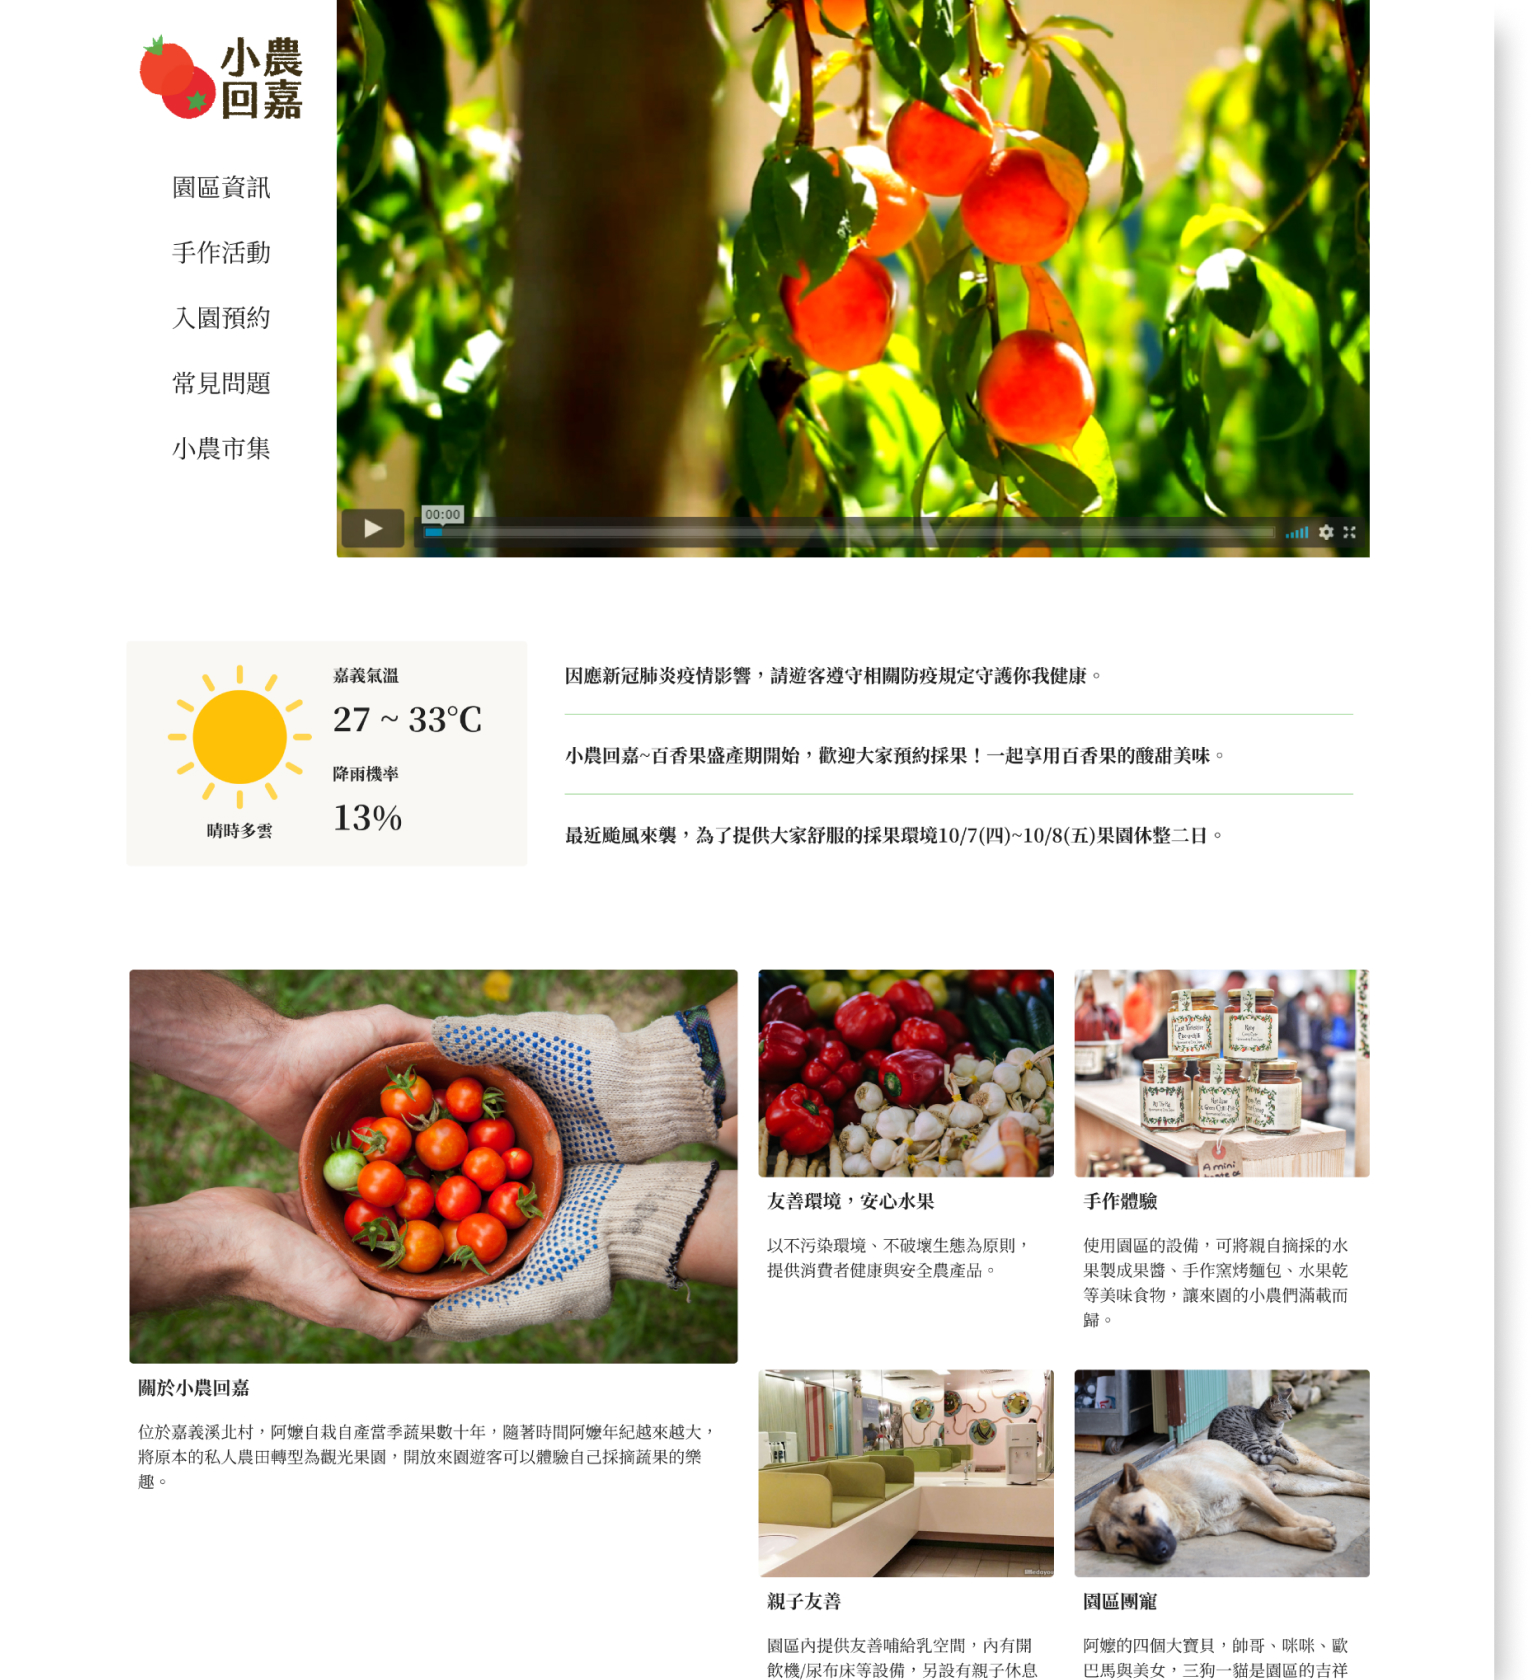 小農
回嘉
園區資訊
手作活動
入園預約
常見問題
小農市集
00:00
嘉義氣溫
27 ~ 33°C
降雨機率
13%
晴時多雲
因應新冠肺炎疫情影響，請遊客遵守相關防疫規定守護你我健康。
小農回嘉~百香果盛產期開始，歡迎大家預約採果！一起享用百香果的酸甜美味。
最近颱風來襲，為了提供大家舒服的採果環境10/7(四)~10/8(五)果園休整二日。
關於小農回嘉
位於嘉義溪北村，阿嬤自栽自產當季蔬果數十年，隨著時間阿嬤年紀越來越大，
將原本的私人農田轉型為觀光果園，開放來園遊客可以體驗自己採摘蔬果的樂
趣。
友善環境，安心水果
以不污染環境、不破壞生態為原則，
提供消費者健康與安全農產品。
A mini
手作體驗
使用園區的設備，可將親自摘採的水
果製成果醬、手作窯烤麵包、水果乾
等美味食物，讓來園的小農們滿載而
歸。
親子友善
園區內提供友善哺給乳空間，內有開
飲機/尿布床等設備，另設有親子休息
園區團寵
阿嬤的四個大寶貝，帥哥、咪咪、歐
巴馬與美女，三狗一貓是園區的吉祥